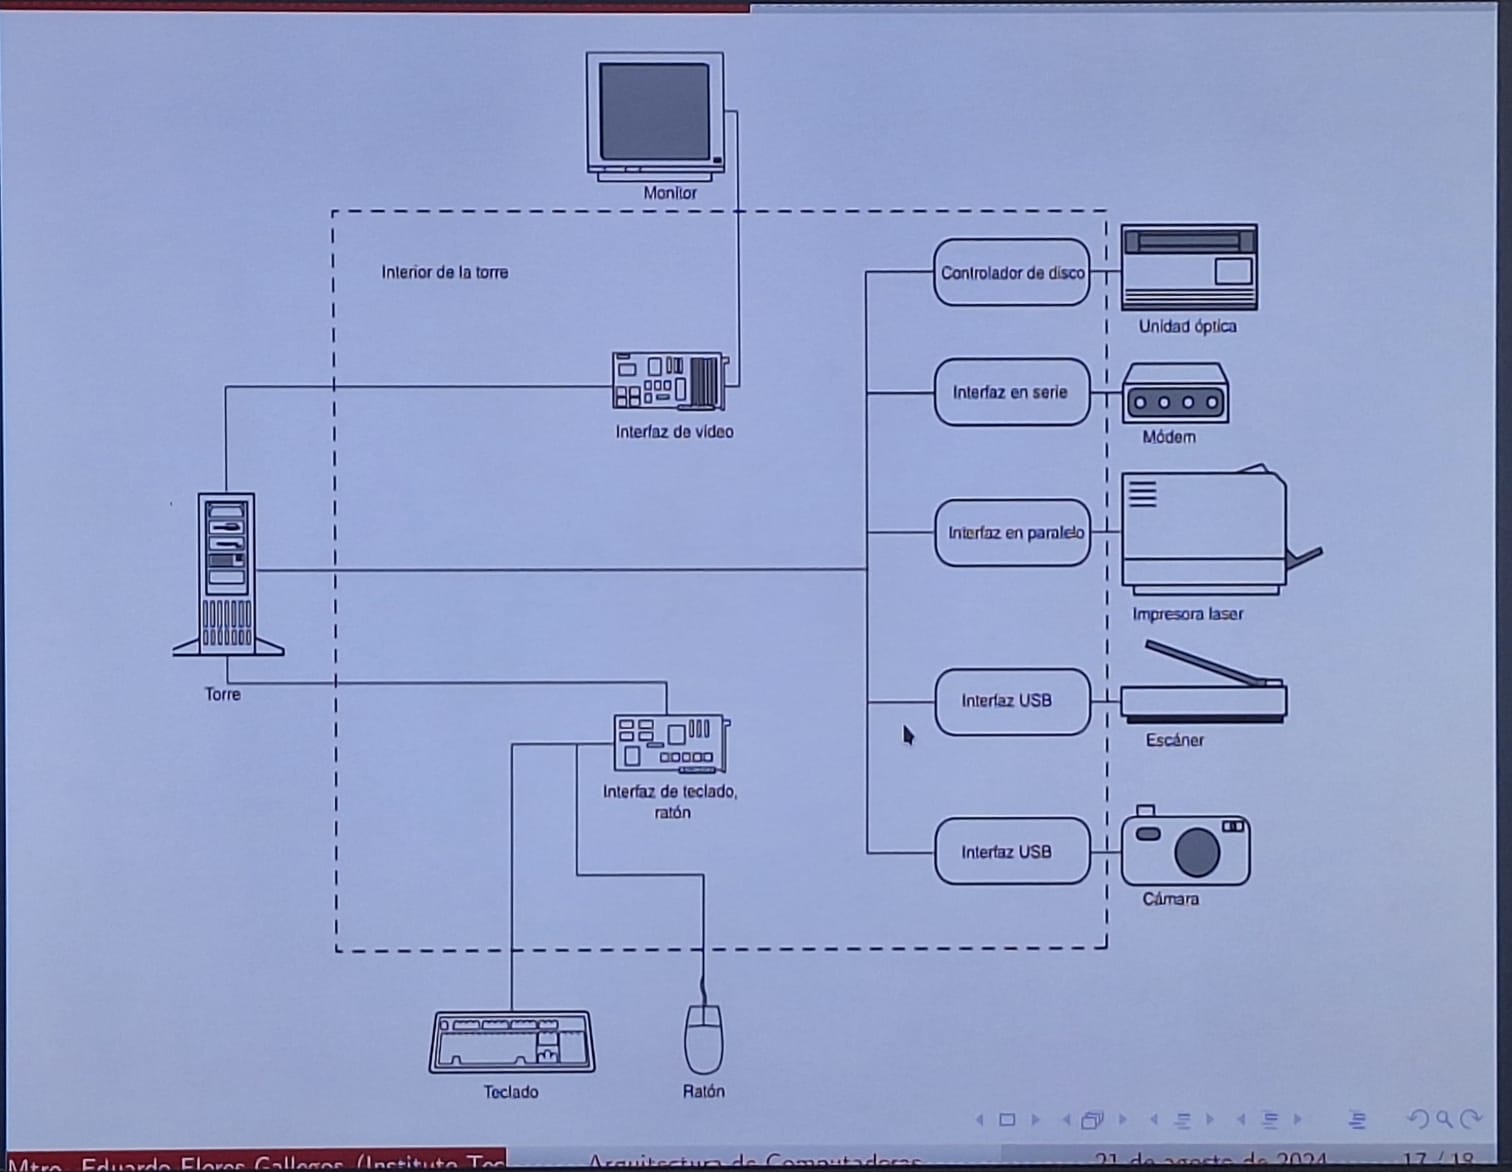 Monitor
Interior de la torre
Controlador de disco
Unidad óptica
Interfaz en serie
Módem
Interfaz de video
Interfaz en paralelo
Impresora laser
Torre
Interfaz USB
Escáner
Interfaz de teclado,
ratón
Interfaz USB
Cámara
Teclado
Ratón
Mtro. Eduardo Flores Gallegos (Instituto Tec
Arquitectura de Computadoras
21 de agosto de 2024
17 / 18